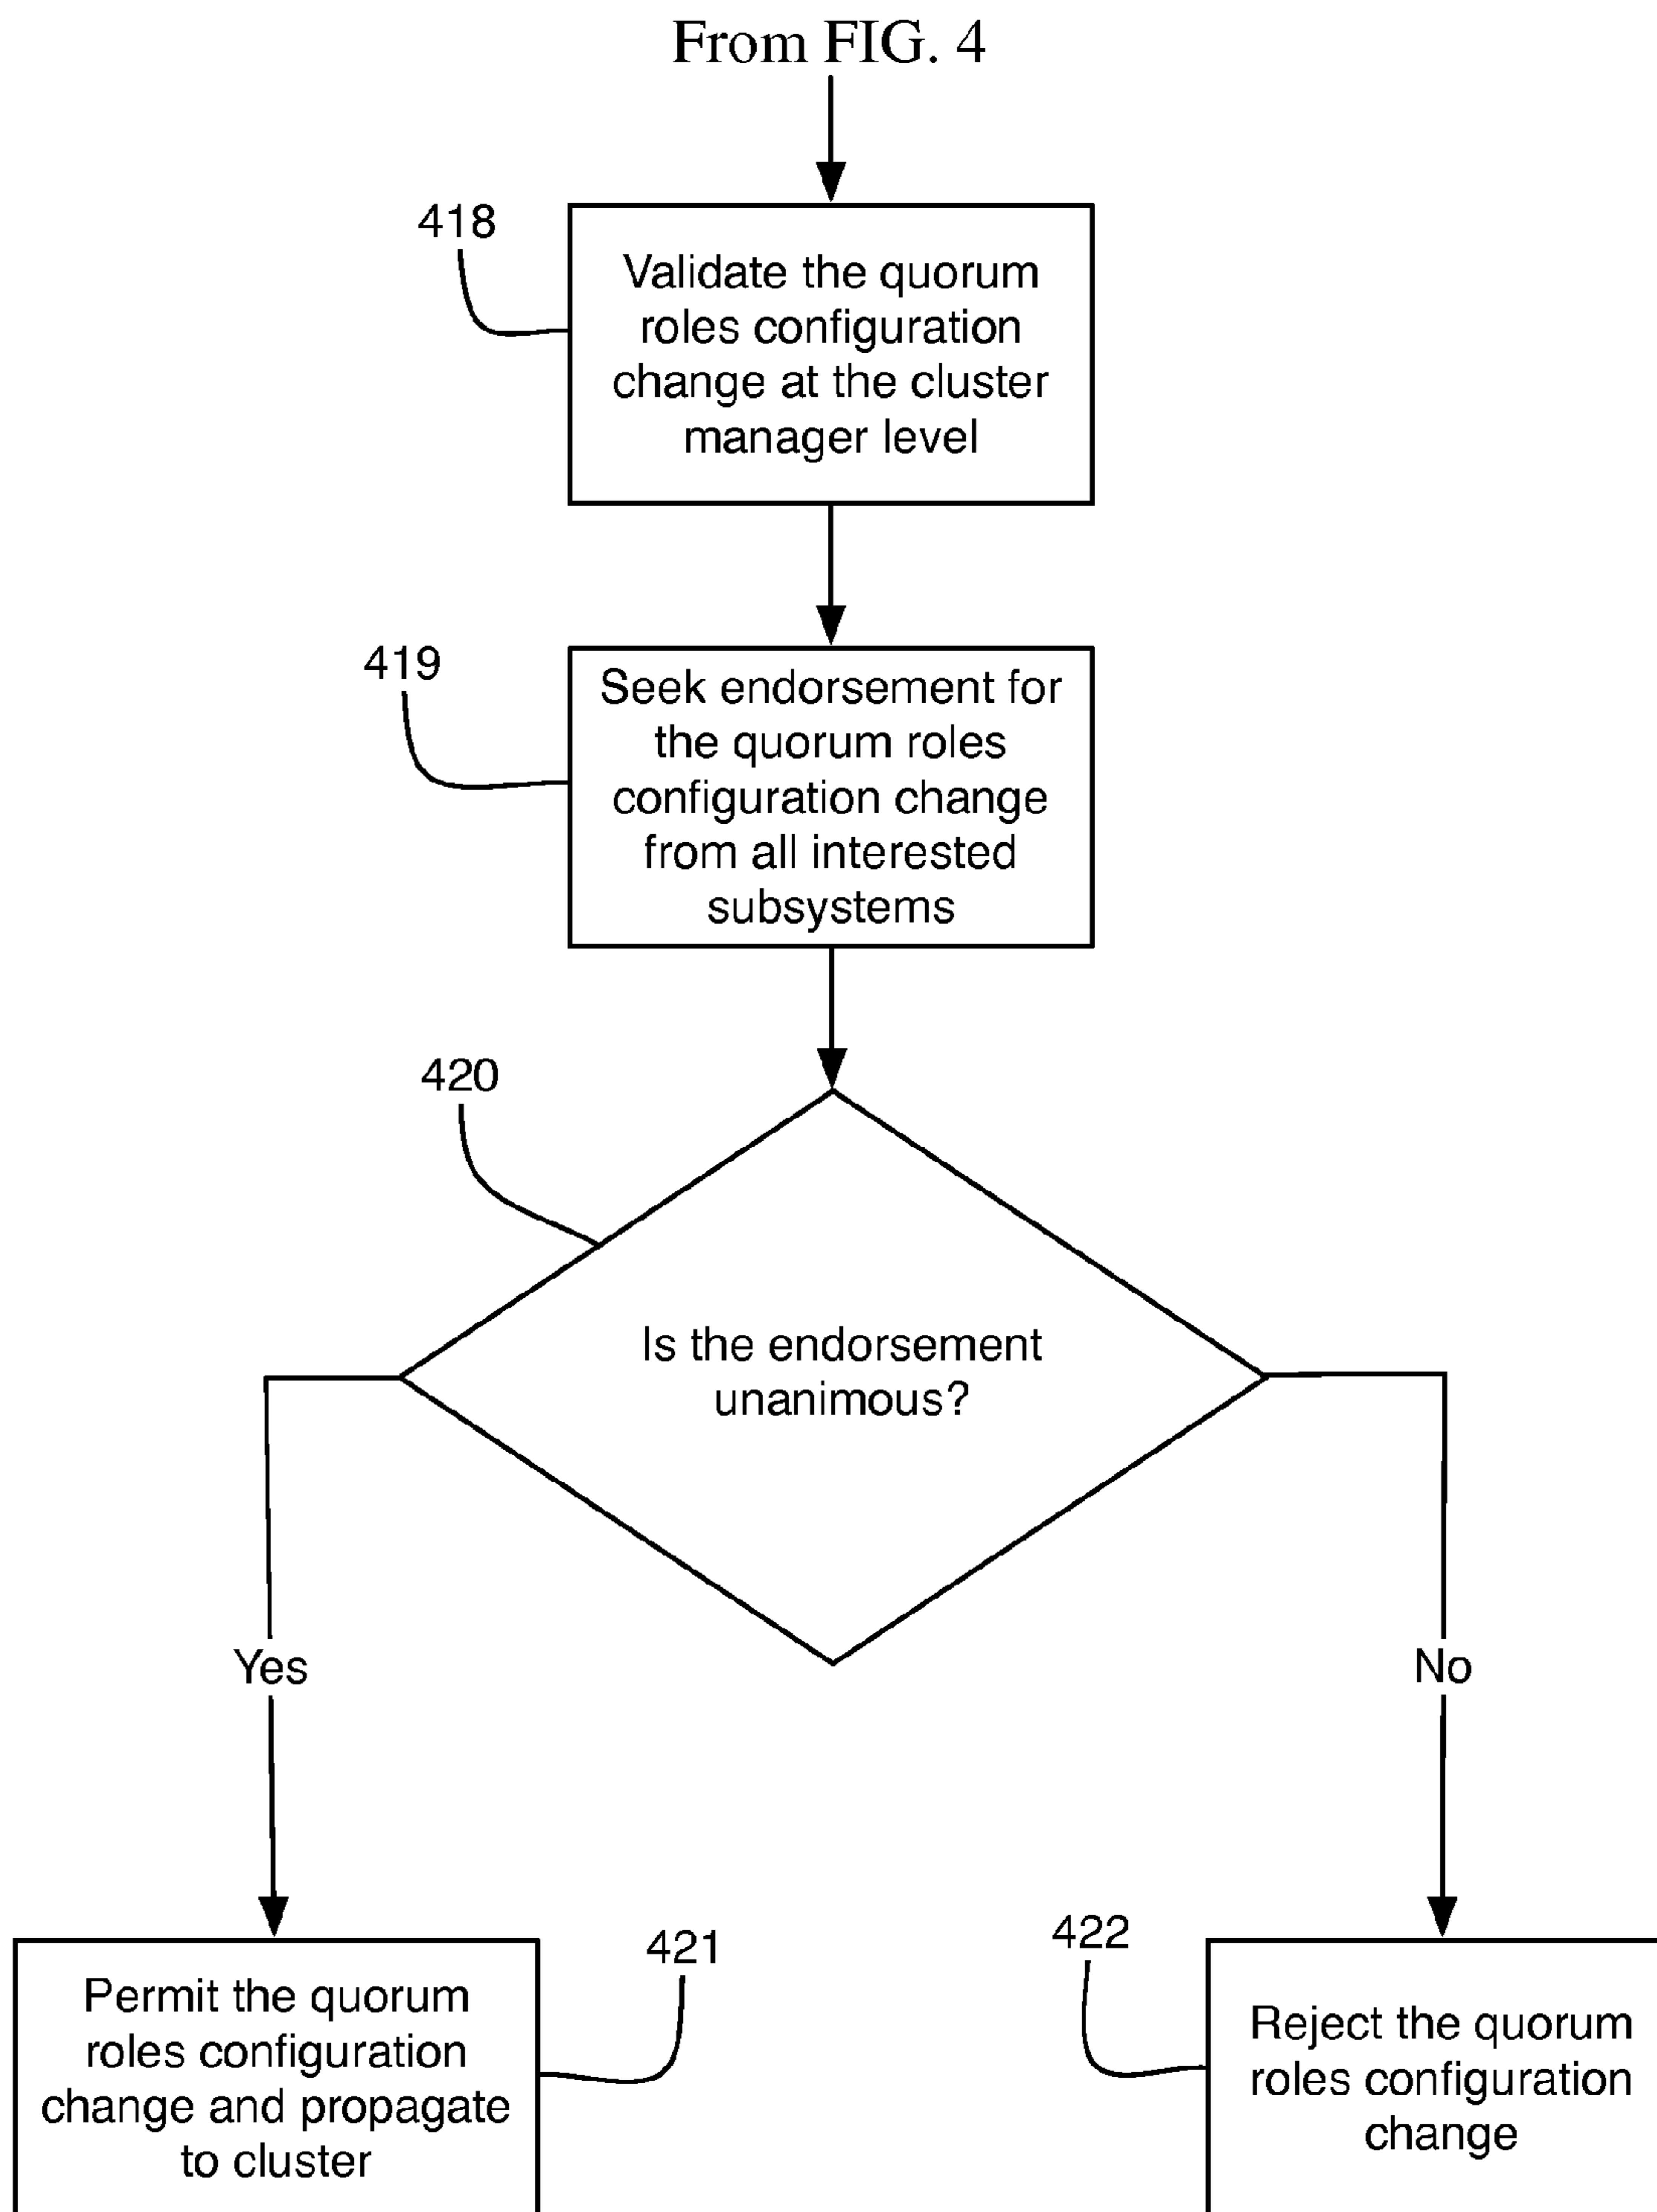 From FIG. 4
418
Validate the quorum
roles configuration
change at the cluster
manager level
419
Seek endorsement for
the quorum roles
configuration change
from all interested
subsystems
420
Is the endorsement
unanimous?
Yes
No
421
Permit the quorum
roles configuration
change and propagate
to cluster
422
Reject the quorum
roles configuration
change